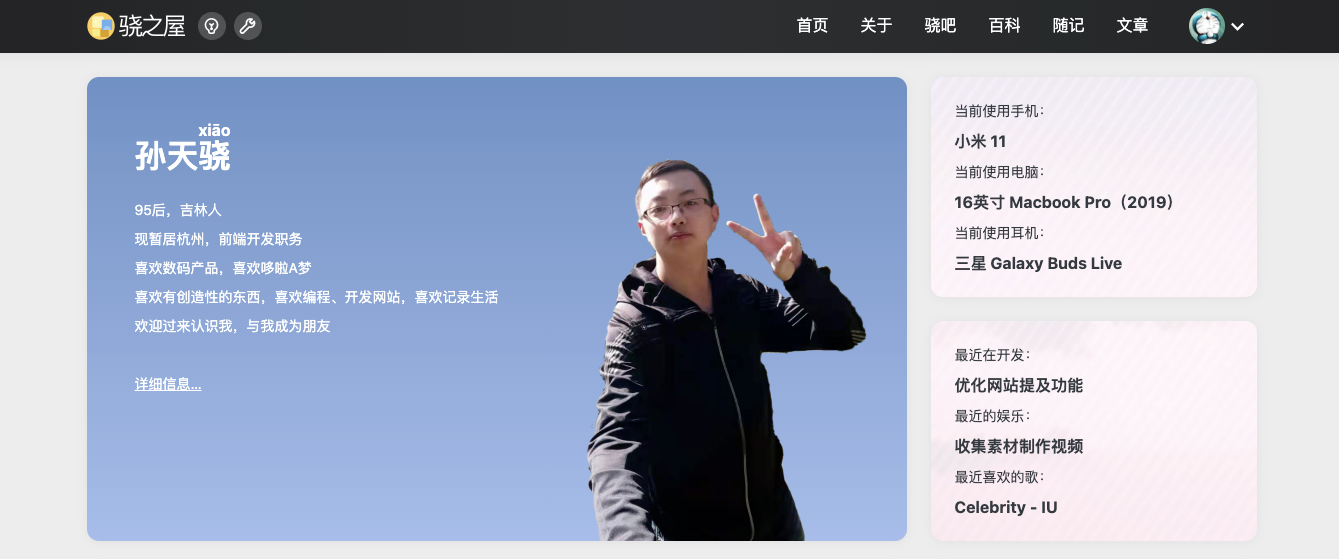 骁之屋
首页 关于 骁吧 百科 随记 文章
xiāo
孙天骁
95后，吉林人
现暂居杭州，前端开发职务
喜欢数码产品，喜欢哆啦A梦
喜欢有创造性的东西，喜欢编程、开发网站，喜欢记录生活
欢迎过来认识我，与我成为朋友
详细信息...
当前使用手机：
小米 11
当前使用电脑：
16英寸 Macbook Pro（2019）
当前使用耳机：
三星 Galaxy Buds Live
最近在开发：
优化网站提及功能
最近的娱乐：
收集素材制作视频
最近喜欢的歌：
Celebrity - IU